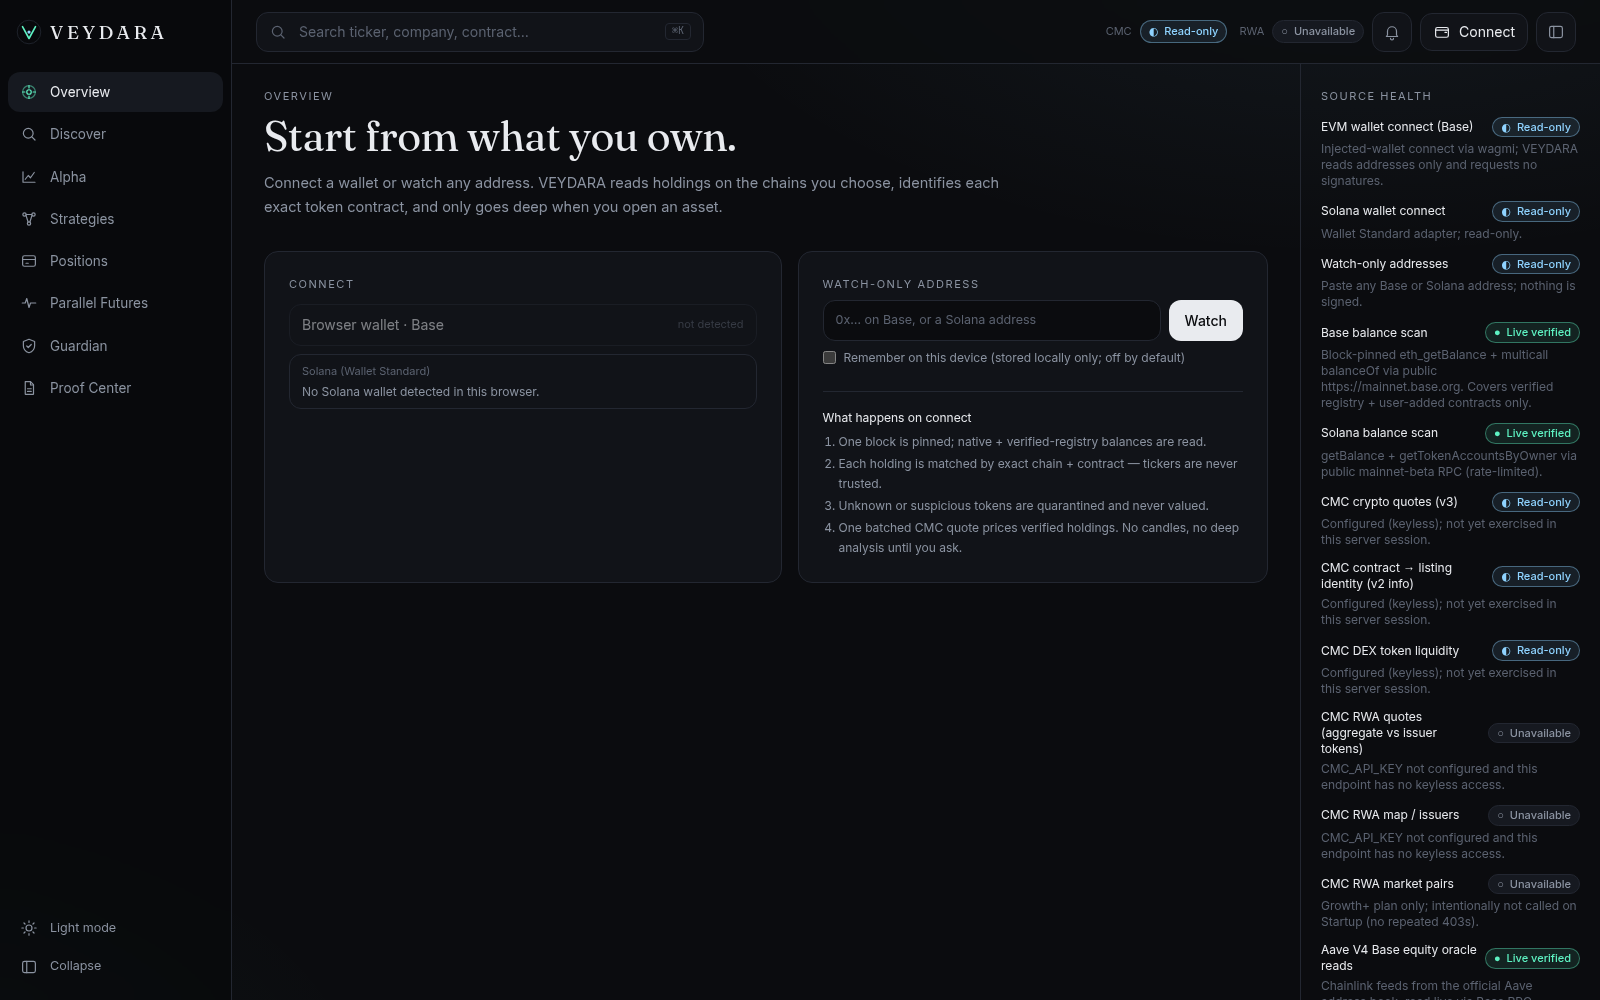 VEYDARA
Search ticker, company, contract...
⌘K
CMC
Read-only
RWA
Unavailable
Connect
Overview
Discover
Alpha
Strategies
Positions
Parallel Futures
Guardian
Proof Center
Light mode
Collapse
OVERVIEW
Start from what you own.
Connect a wallet or watch any address. VEYDARA reads holdings on the chains you choose, identifies each
exact token contract, and only goes deep when you open an asset.
CONNECT
Browser wallet · Base
not detected
Solana (Wallet Standard)
No Solana wallet detected in this browser.
WATCH-ONLY ADDRESS
0x... on Base, or a Solana address
Watch
Remember on this device (stored locally only; off by default)
What happens on connect
1. One block is pinned; native + verified-registry balances are read.
2. Each holding is matched by exact chain + contract — tickers are never
trusted.
3. Unknown or suspicious tokens are quarantined and never valued.
4. One batched CMC quote prices verified holdings. No candles, no deep
analysis until you ask.
SOURCE HEALTH
EVM wallet connect (Base)
Read-only
Injected-wallet connect via wagmi; VEYDARA
reads addresses only and requests no
signatures.
Solana wallet connect
Read-only
Wallet Standard adapter; read-only.
Watch-only addresses
Read-only
Paste any Base or Solana address; nothing is
signed.
Base balance scan
Live verified
Block-pinned eth_getBalance + multicall
balanceOf via public
https://mainnet.base.org. Covers verified
registry + user-added contracts only.
Solana balance scan
Live verified
getBalance + getTokenAccountsByOwner via
public mainnet-beta RPC (rate-limited).
CMC crypto quotes (v3)
Read-only
Configured (keyless); not yet exercised in
this server session.
CMC contract → listing
identity (v2 info)
Read-only
Configured (keyless); not yet exercised in
this server session.
CMC DEX token liquidity
Read-only
Configured (keyless); not yet exercised in
this server session.
CMC RWA quotes
(aggregate vs issuer
tokens)
Unavailable
CMC_API_KEY not configured and this
endpoint has no keyless access.
CMC RWA map / issuers
Unavailable
CMC_API_KEY not configured and this
endpoint has no keyless access.
CMC RWA market pairs
Unavailable
Growth+ plan only; intentionally not called on
Startup (no repeated 403s).
Aave V4 Base equity oracle
reads
Live verified
Chainlink feeds from the official Aave